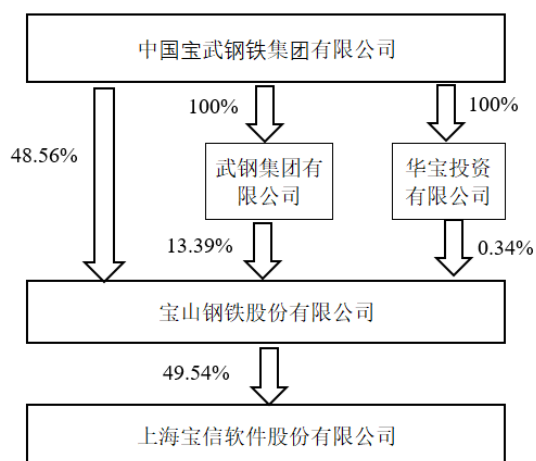 中国宝武钢铁集团有限公司
100%
100%
48.56%
武钢集团有
限公司
华宝投资
有限公司
13.39%
0.34%
宝山钢铁股份有限公司
49.54%
上海宝信软件股份有限公司